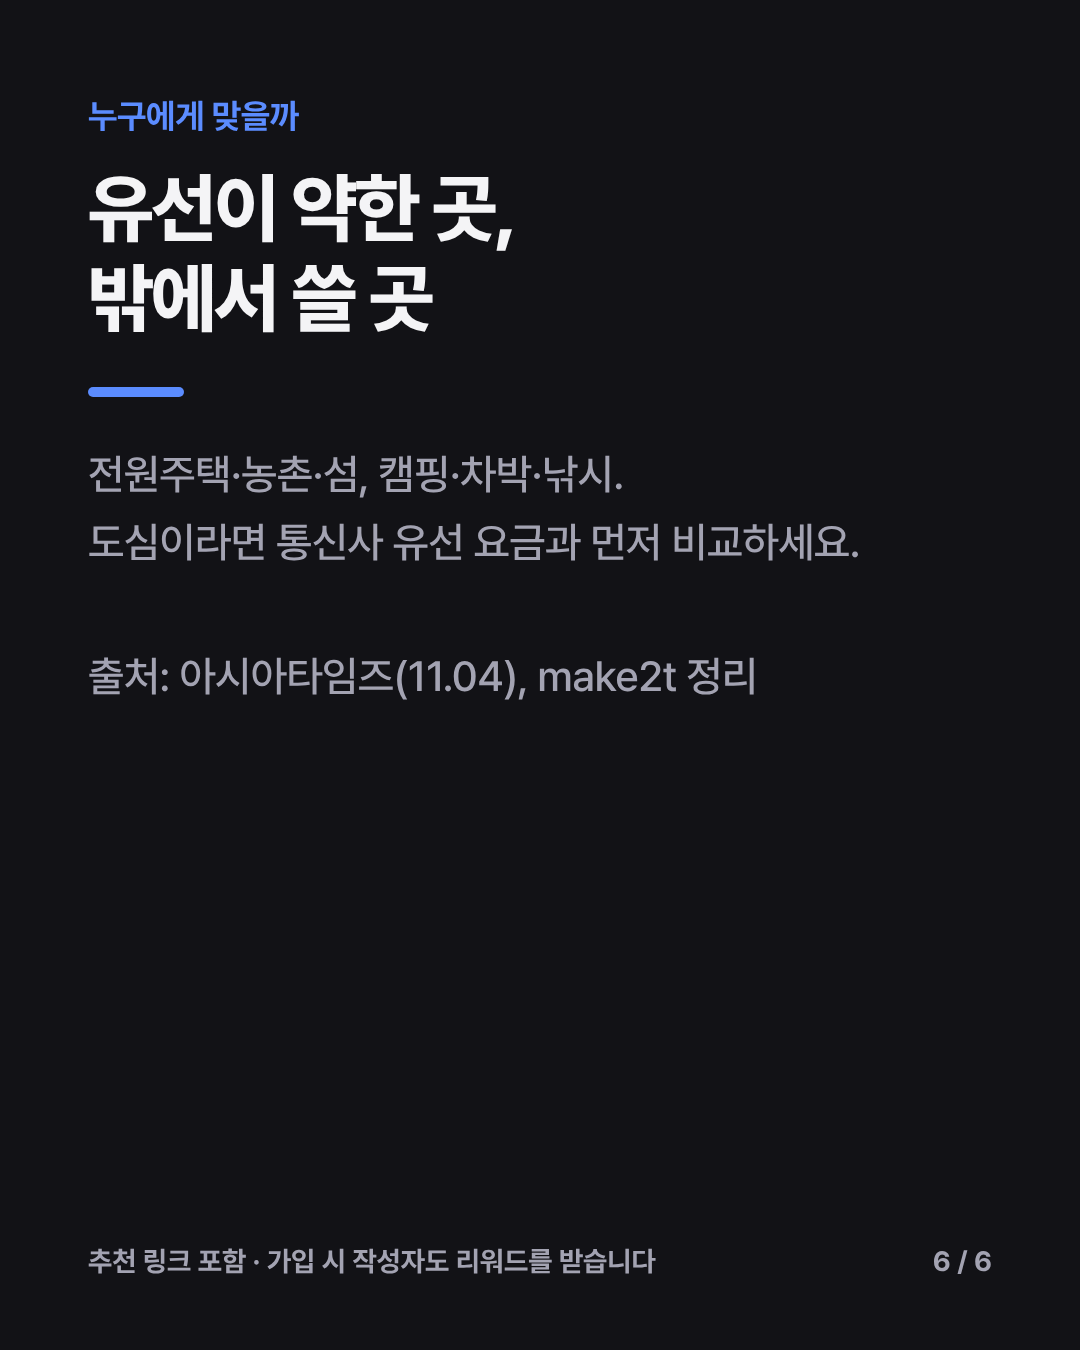 누구에게 맞을까
유선이 약한 곳,
밖에서 쓸 곳
전원주택·농촌·섬, 캠핑·차박·낚시.
도심이라면 통신사 유선 요금과 먼저 비교하세요.
출처: 아시아타임즈(11.04), make2t 정리
추천 링크 포함 · 가입 시 작성자도 리워드를 받습니다
6 / 6